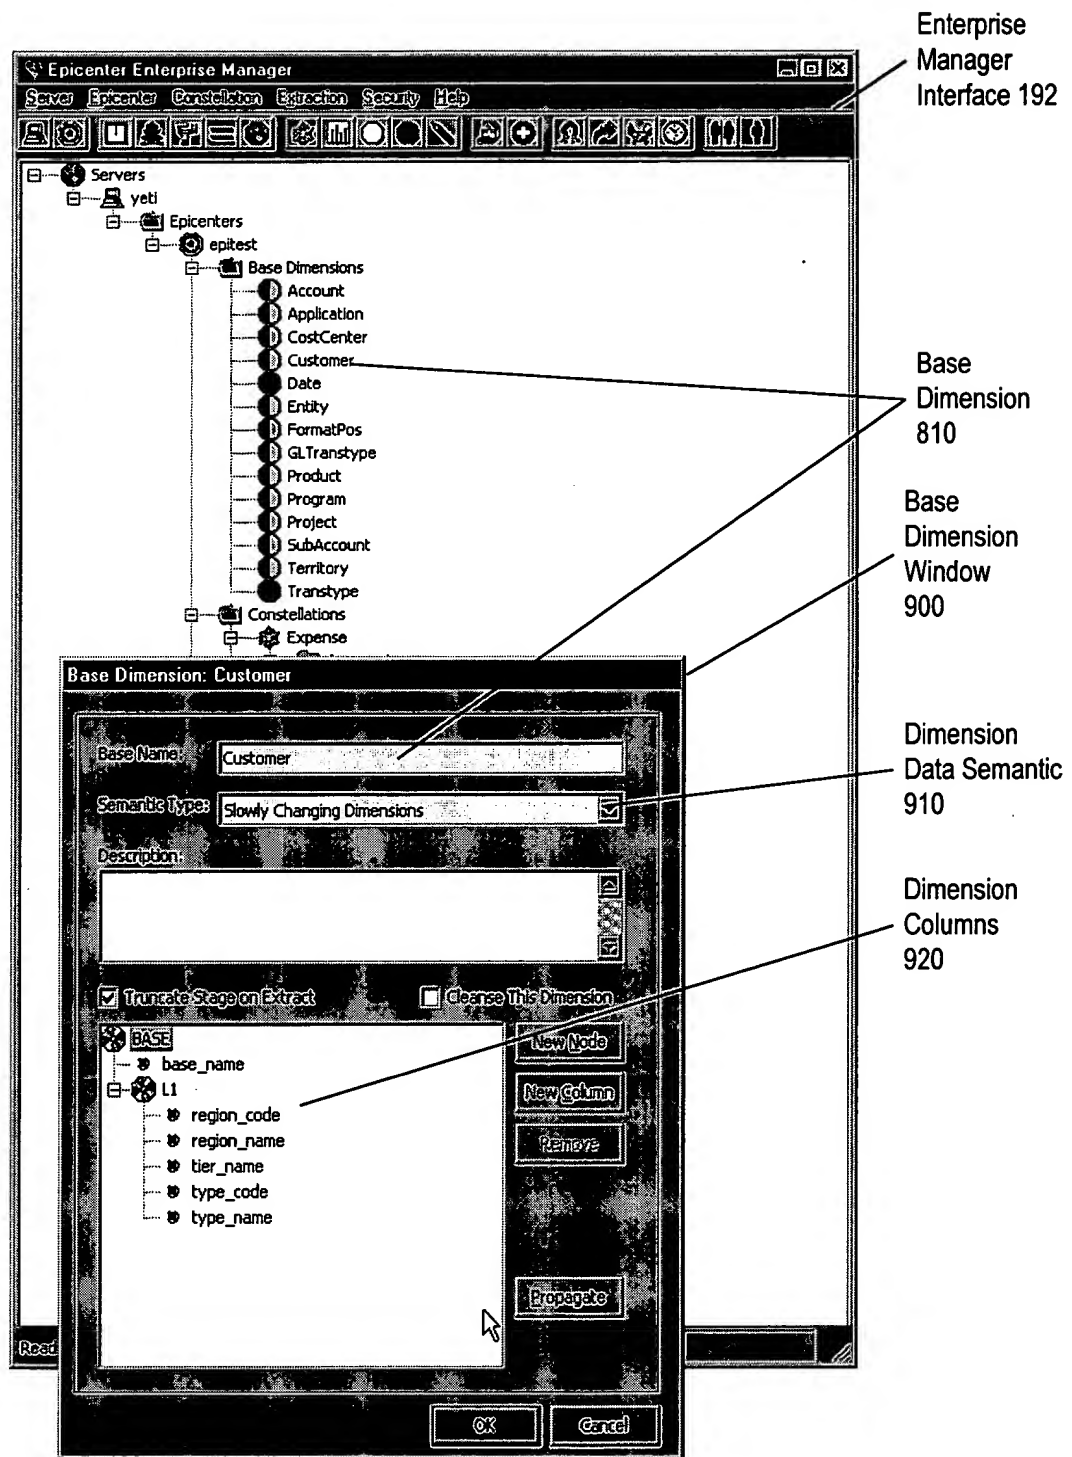 Enterprise
Manager
Interface 192
Epicenter Enterprise Manager
Server Epicenter Constellation Extraction Security Help
Servers
yeti
Epicenters
epitest
Base Dimensions
Account
Application
CostCenter
Customer
Date
Entity
FormatPos
GLTranstype
Product
Program
Project
SubAccount
Territory
Transtype
Constellations
Expense
Base
Dimension
810
Base
Dimension
Window
900
Base Dimension: Customer
Base Name: Customer
Semantic Type: Slowly Changing Dimensions
Description:
Dimension
Data Semantic
910
Dimension
Columns
920
Truncate Stage on Extract Cleanse This Dimension
BASE
base_name
L1
region_code
region_name
tier_name
type_code
type_name
New Node
New Column
Remove
Propagate
Read
OK Cancel